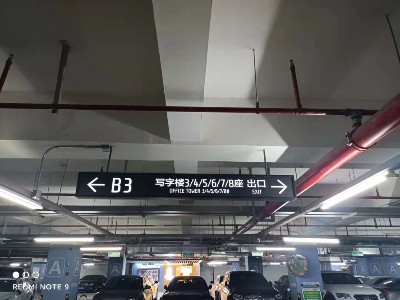 ← B3 写字楼3/4/5/6/7/8座 出口 →
OFFICE TOWER 3/4/5/6/7/8 EXIT
REDMI NOTE 9